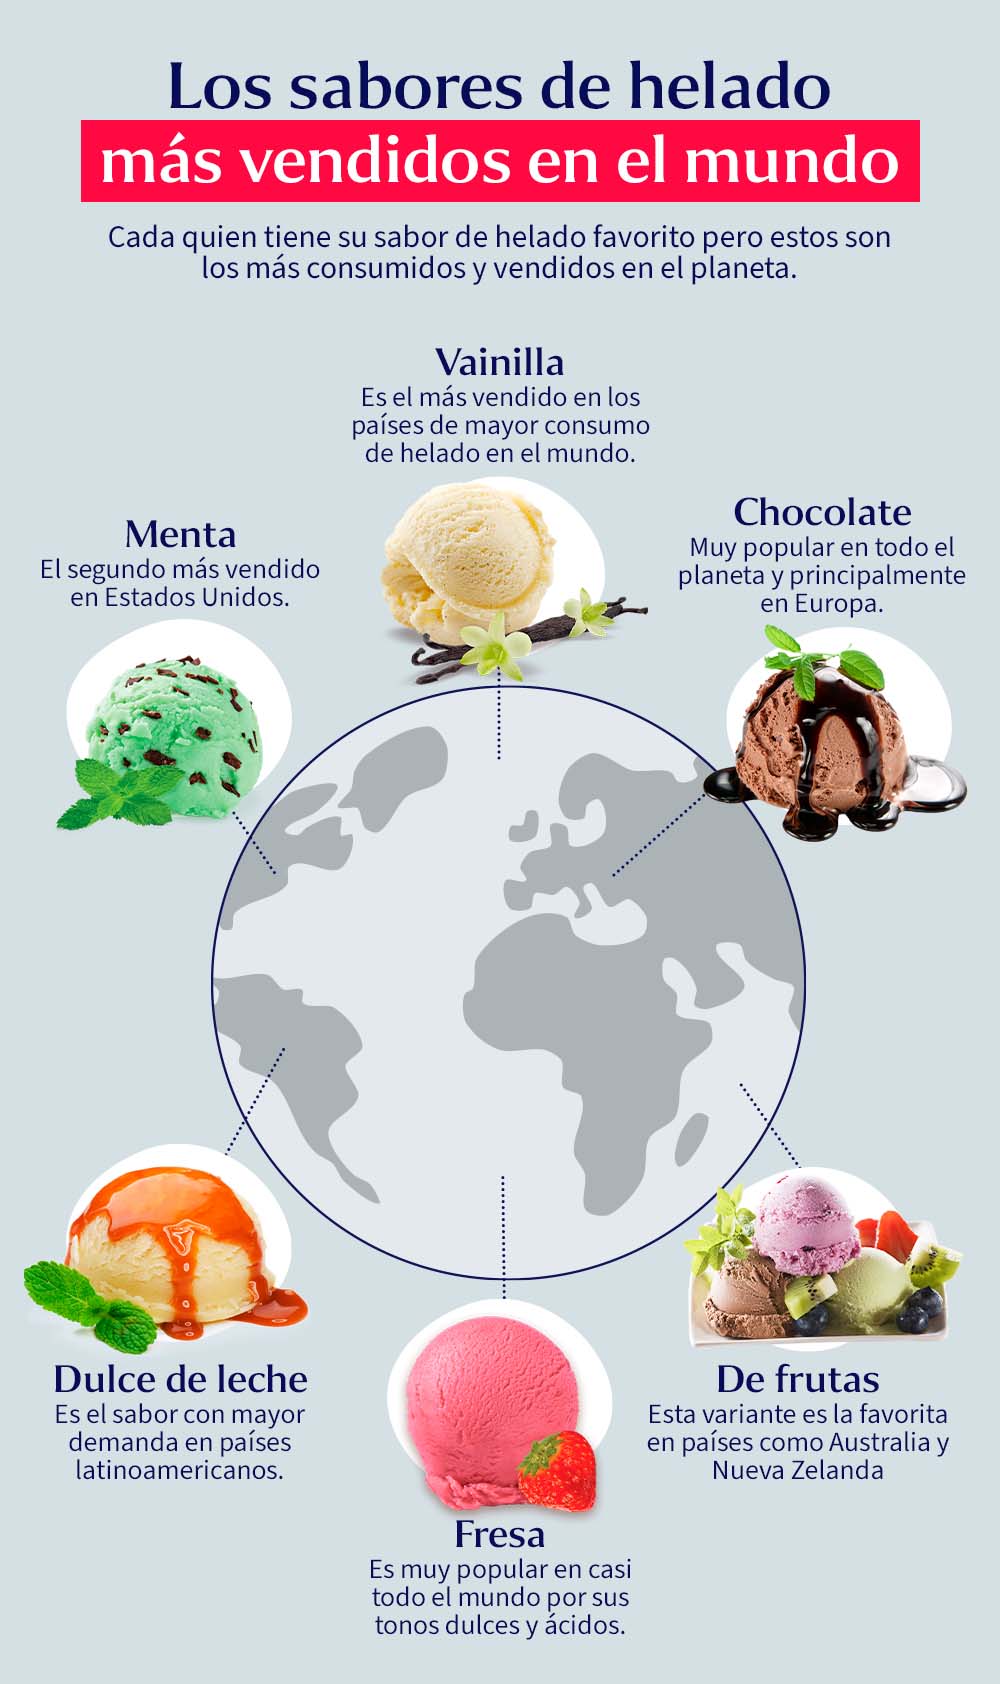 Los sabores de helado
más vendidos en el mundo
Cada quien tiene su sabor de helado favorito pero estos son
los más consumidos y vendidos en el planeta.
Vainilla
Es el más vendido en los
países de mayor consumo
de helado en el mundo.
Menta
El segundo más vendido
en Estados Unidos.
Chocolate
Muy popular en todo el
planeta y principalmente
en Europa.
Dulce de leche
Es el sabor con mayor
demanda en países
latinoamericanos.
De frutas
Esta variante es la favorita
en países como Australia y
Nueva Zelanda
Fresa
Es muy popular en casi
todo el mundo por sus
tonos dulces y ácidos.